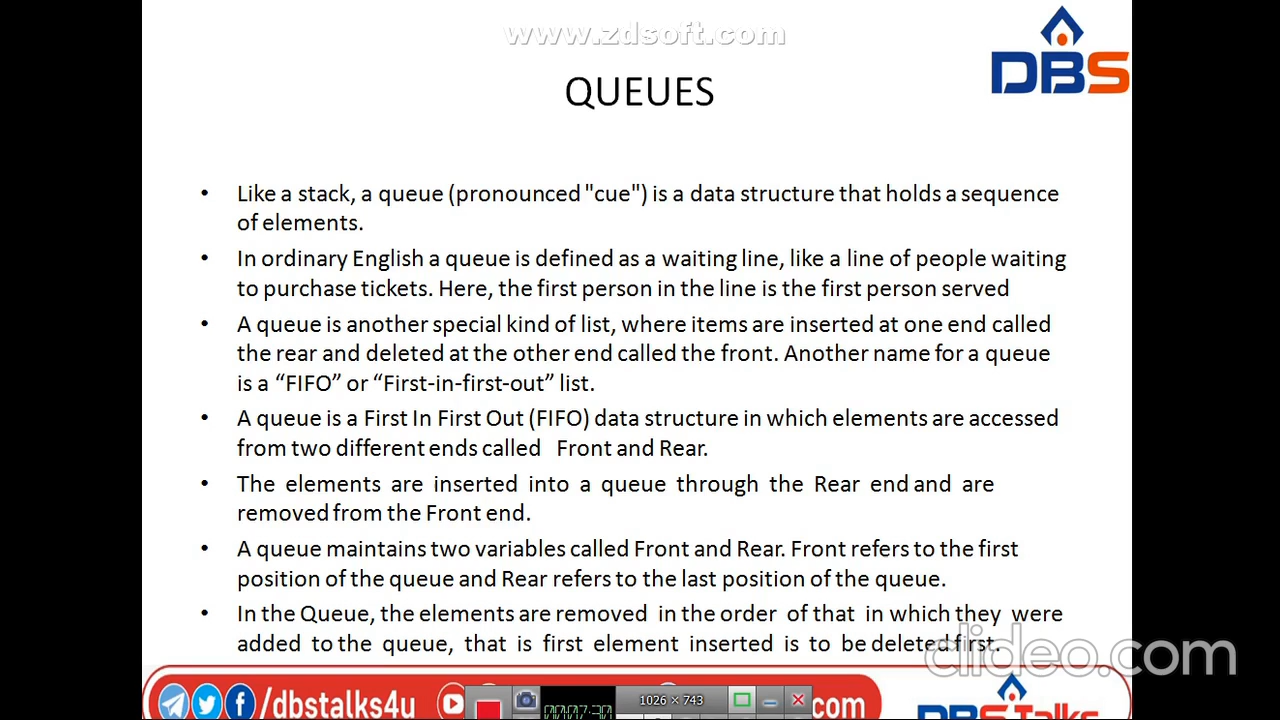 www.zdsoft.com
DBS
QUEUES
• Like a stack, a queue (pronounced "cue") is a data structure that holds a sequence
of elements.
• In ordinary English a queue is defined as a waiting line, like a line of people waiting
to purchase tickets. Here, the first person in the line is the first person served
• A queue is another special kind of list, where items are inserted at one end called
the rear and deleted at the other end called the front. Another name for a queue
is a “FIFO” or “First-in-first-out” list.
• A queue is a First In First Out (FIFO) data structure in which elements are accessed
from two different ends called Front and Rear.
• The elements are inserted into a queue through the Rear end and are
removed from the Front end.
• A queue maintains two variables called Front and Rear. Front refers to the first
position of the queue and Rear refers to the last position of the queue.
• In the Queue, the elements are removed in the order of that in which they were
added to the queue, that is first element inserted is to be deleted first.
clideo.com
/dbstalks4u
1026 × 743
com
00:07:30
DBSTalks